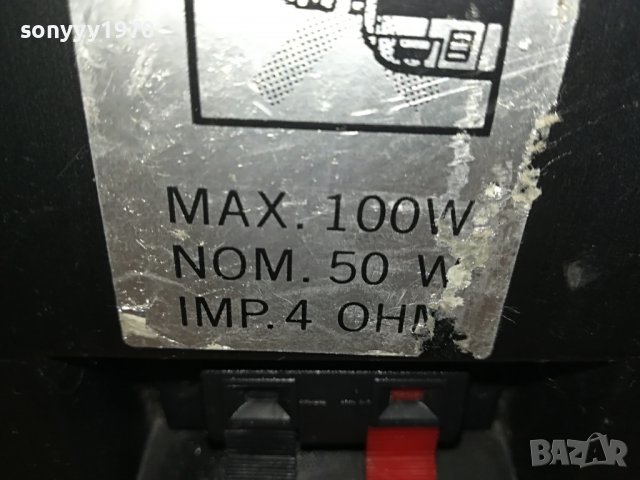 sonyyy1970
MAX. 100W
NOM. 50 W
IMP. 4 OHM
BAZAR